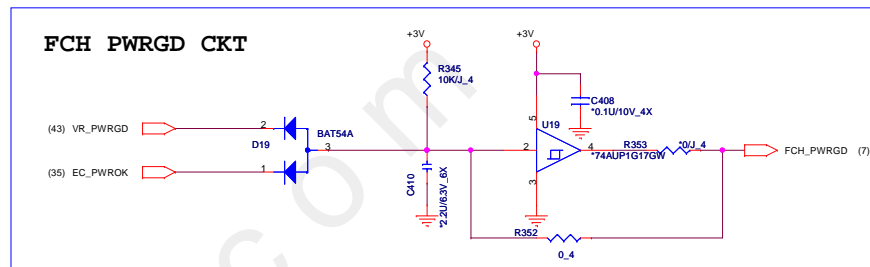 FCH PWRGD CKT
+3V
+3V
R345
10K/J_4
C408
*0.1U/10V_4X
(43) VR_PWRGD
2
BAT54A
D19
3
U19
5
2
4
*74AUP1G17GW
3
R353
*0/J_4
FCH_PWRGD (7)
(35) EC_PWROK
1
C410
*2.2U/6.3V_6X
R352
0_4
com